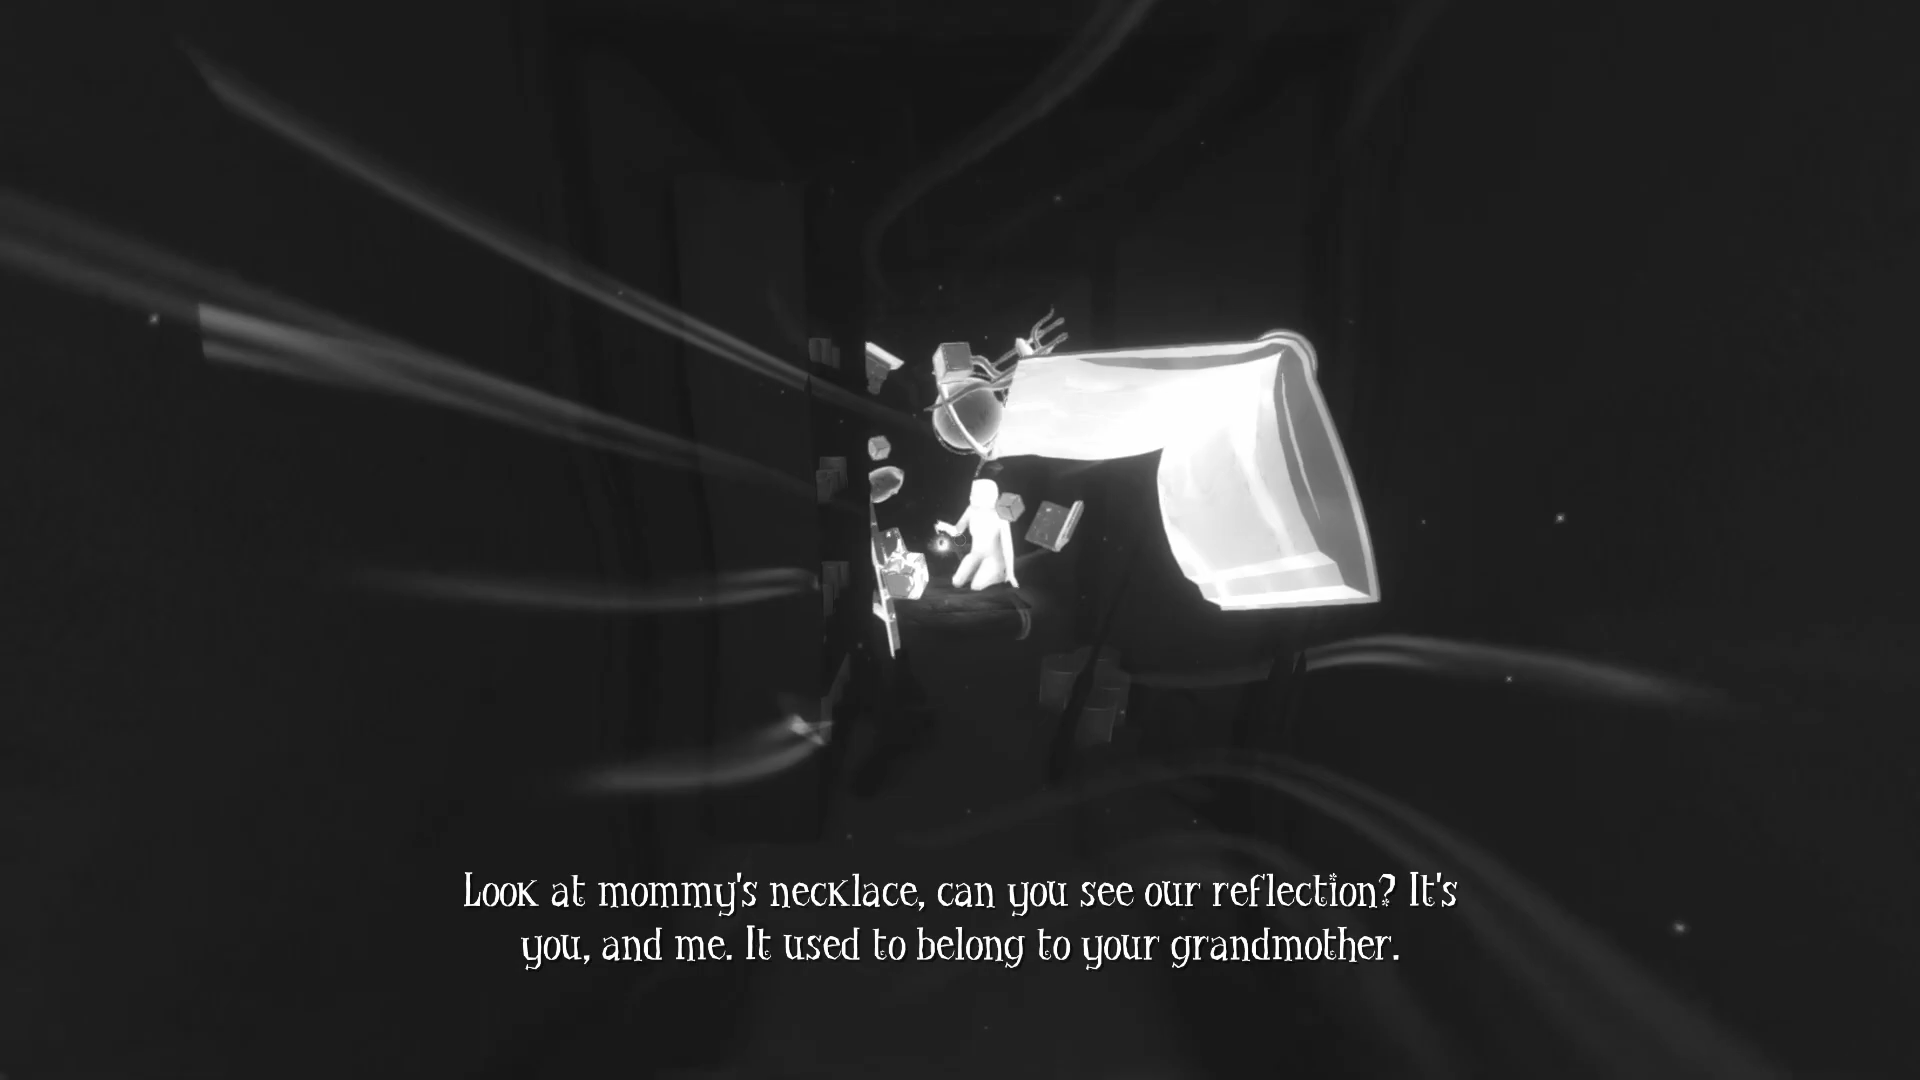 Look at mommy's necklace, can you see our reflection? It's
you, and me. It used to belong to your grandmother.